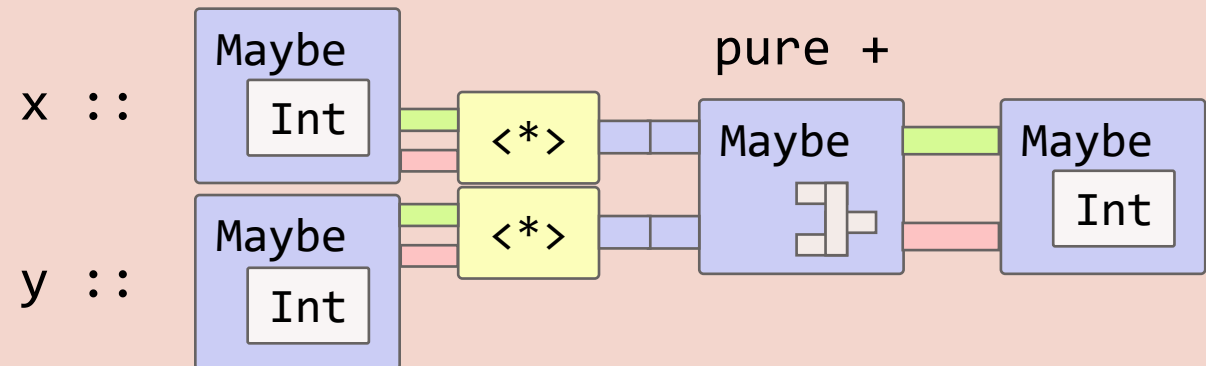 x ::
Maybe
Int
<*>
pure +
Maybe
Maybe
Int
y ::
Maybe
Int
<*>